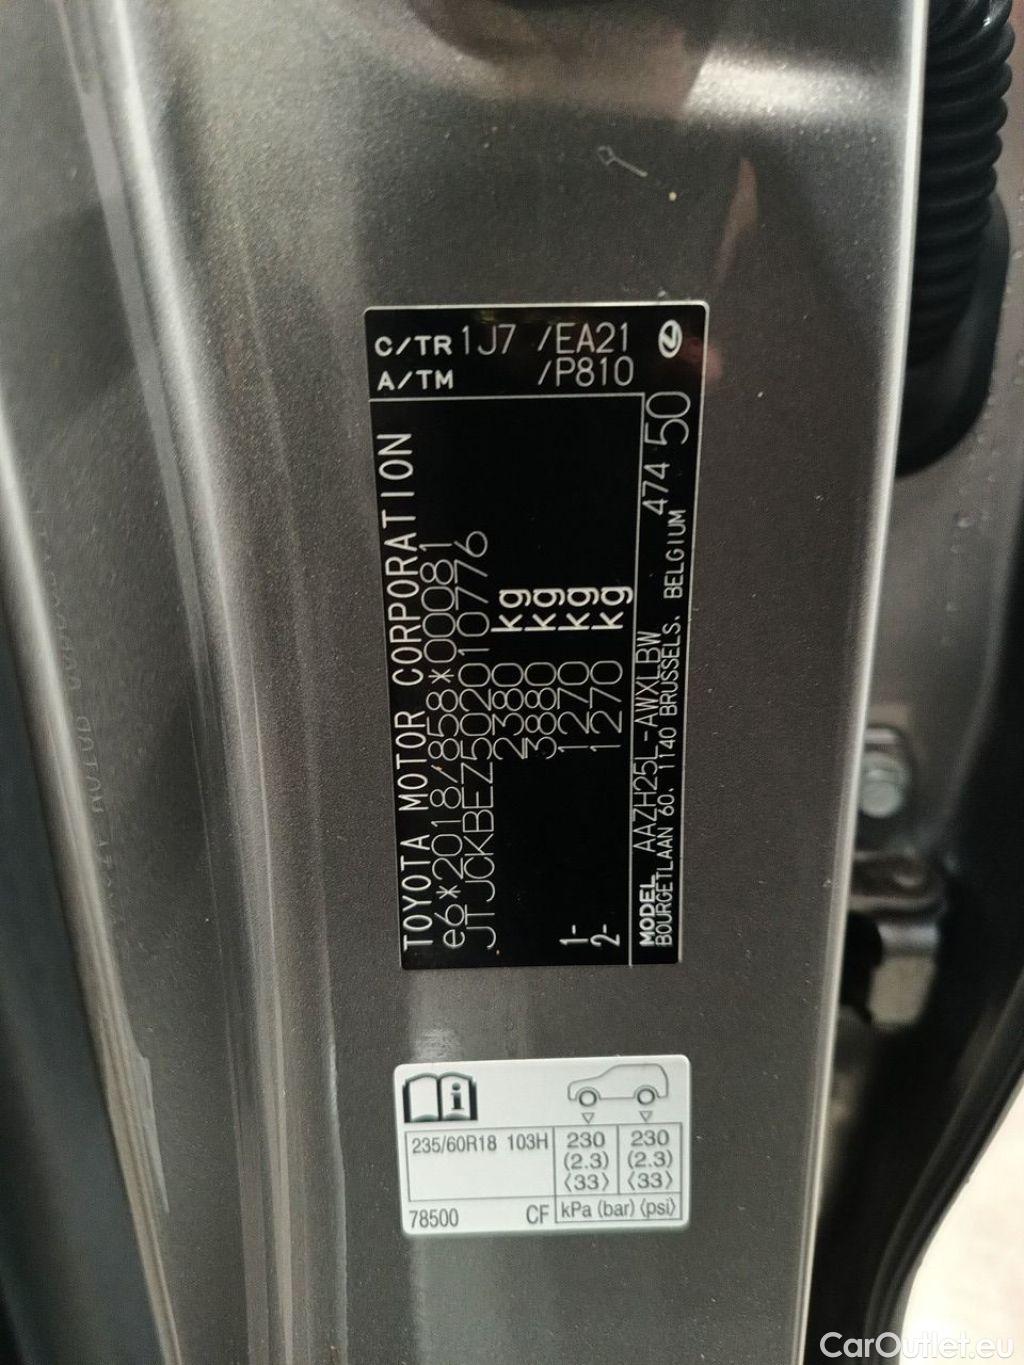 C/TR 1J7 /EA21
A/TM /P810
TOYOTA MOTOR CORPORATION
e6*2018/858*00081
JTJCKBEZ502010776
2380 kg
3880 kg
1- 1270 kg
2- 1270 kg
MODEL AAZH25L-AWXLBW
BOURGETLAAN 60. 1140 BRUSSELS. BELGIUM 474 50
i
235/60R18 103H 230 230
(2.3) (2.3)
⟨33⟩ ⟨33⟩
78500 CF kPa (bar) ⟨psi⟩
CarOutlet.eu